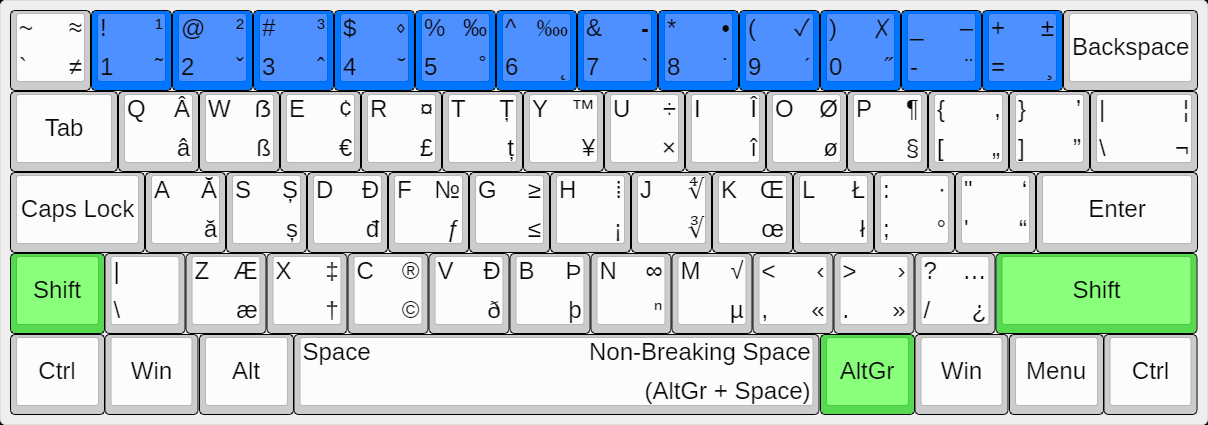 ~ ≈ ! ¹ @ ² # ³ $ ⋄ % ‰ ^ ‱ & - * • ( ✓ ) ✗ _ – + ± Backspace
` ≠ 1 ˜ 2 ˇ 3 ˆ 4 ˘ 5 ° 6 ˛ 7 ` 8 ˙ 9 ´ 0 ˝ - ¨ = ¸
Tab Q Â W ẞ E ¢ R ¤ T Ț Y ™ U ÷ I Î O Ø P ¶ { ‚ } ’ | ¦
â ß € £ ț ¥ × î ø § [ „ ] ” \ ¬
Caps Lock A Ă S Ș D Đ F № G ≥ H ⁞ J ∜ K Œ L Ł : · " ‘ Enter
ă ș đ ƒ ≤ ¡ ∛ œ ł ; ° ' “
Shift | Z Æ X ‡ C ® V Ð B Þ N ∞ M √ < ‹ > › ? … Shift
\ æ † © ð þ ⁿ µ , « . » / ¿
Ctrl Win Alt Space Non-Breaking Space AltGr Win Menu Ctrl
(AltGr + Space)